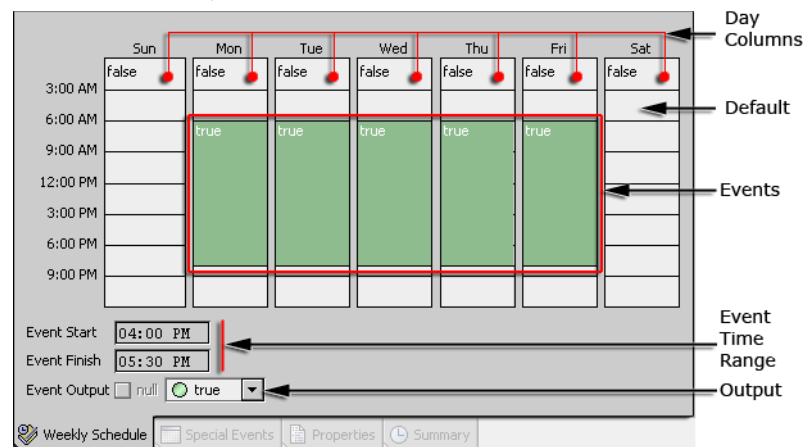 Day
Columns
Sun Mon Tue Wed Thu Fri Sat
false false false false false false false
3:00 AM
Default
6:00 AM
true true true true true
9:00 AM
12:00 PM
Events
3:00 PM
6:00 PM
9:00 PM
Event
Time
Range
Event Start 04:00 PM
Event Finish 05:30 PM
Event Output null true
Output
Weekly Schedule Special Events Properties Summary